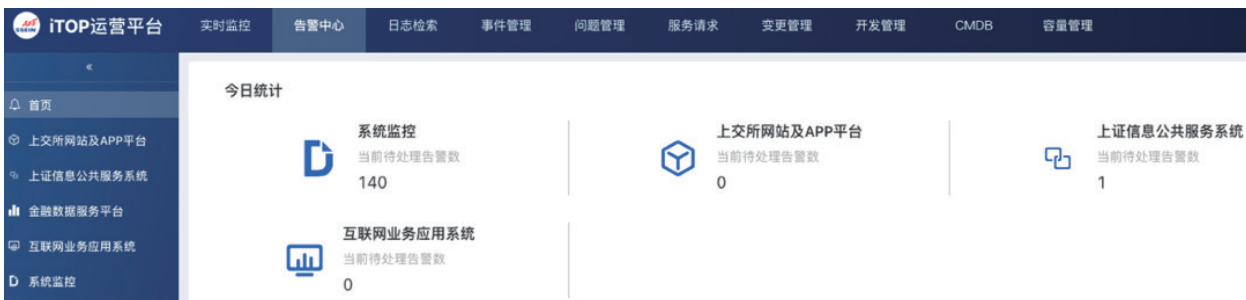 iTOP运营平台 实时监控 告警中心 日志检索 事件管理 问题管理 服务请求 变更管理 开发管理 CMDB 容量管理
«
首页
上交所网站及APP平台
上证信息公共服务系统
金融数据服务平台
互联网业务应用系统
系统监控
今日统计
系统监控
当前待处理告警数
140
上交所网站及APP平台
当前待处理告警数
0
上证信息公共服务系统
当前待处理告警数
1
互联网业务应用系统
当前待处理告警数
0